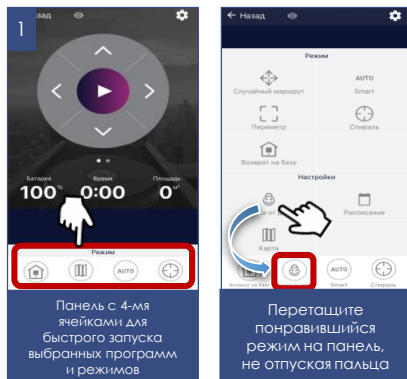 1
зад
Батарея
Время
Площадь
100 %
0:00
0 м²
Режим
AUTO
Панель с 4-мя
ячейками для
быстрого запуска
выбранных программ
и режимов
← Назад
Режим
Случайный маршрут
AUTO
Smart
Периметр
Спираль
Возврат на базу
Настройки
Расписание
Карта
AUTO
Smart
Спираль
Перетащите
понравившийся
режим на панель,
не отпуская пальца